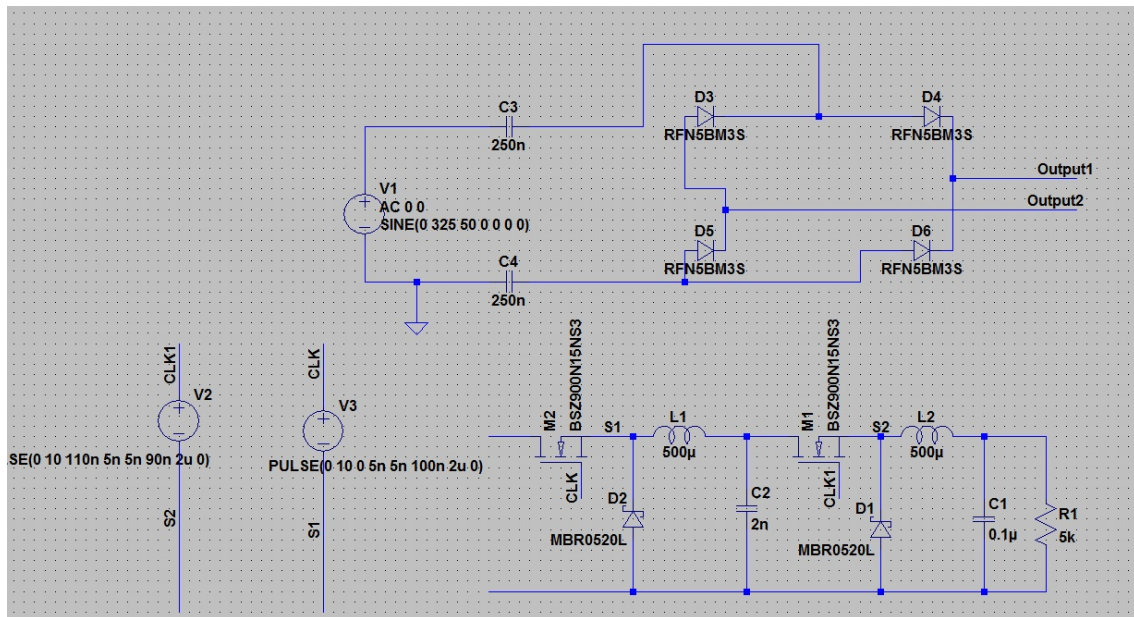 C3
250n
D3
RFN5BM3S
D4
RFN5BM3S
Output1
Output2
V1
AC 0 0
SINE(0 325 50 0 0 0 0)
D5
RFN5BM3S
D6
RFN5BM3S
C4
250n
CLK1
V2
SE(0 10 110n 5n 5n 90n 2u 0)
S2
CLK
V3
PULSE(0 10 0 5n 5n 100n 2u 0)
S1
M2
BSZ900N15NS3
CLK
S1
L1
500µ
D2
MBR0520L
C2
2n
M1
BSZ900N15NS3
CLK1
S2
L2
500µ
D1
MBR0520L
C1
0.1µ
R1
5k